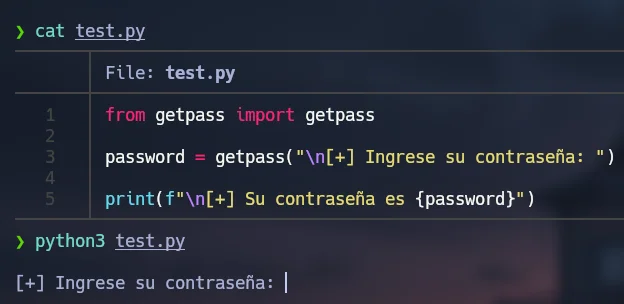 ❯ cat test.py
File: test.py
1 from getpass import getpass
2
3 password = getpass("\n[+] Ingrese su contraseña: ")
4
5 print(f"\n[+] Su contraseña es {password}")
❯ python3 test.py
[+] Ingrese su contraseña: